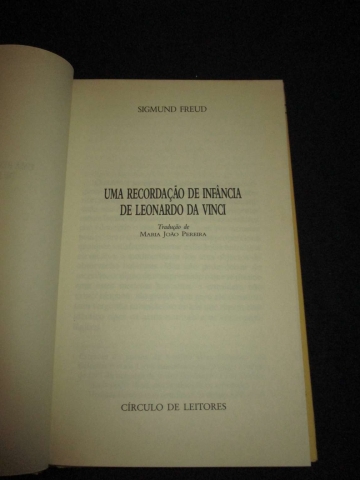 SIGMUND FREUD
UMA RECORDAÇÃO DE INFÂNCIA
DE LEONARDO DA VINCI
Tradução de
MARIA JOÃO PEREIRA
CÍRCULO DE LEITORES